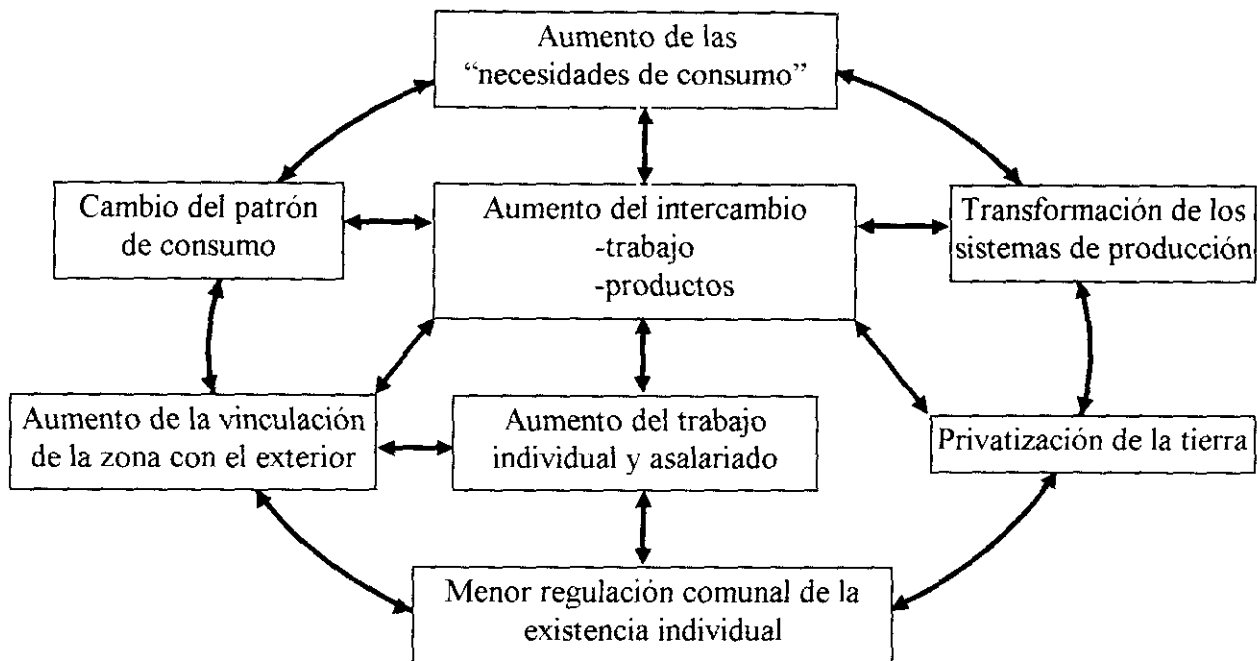 Aumento de las
“necesidades de consumo”
Cambio del patrón
de consumo
Aumento del intercambio
-trabajo
-productos
Transformación de los
sistemas de producción
Aumento de la vinculación
de la zona con el exterior
Aumento del trabajo
individual y asalariado
Privatización de la tierra
Menor regulación comunal de la
existencia individual